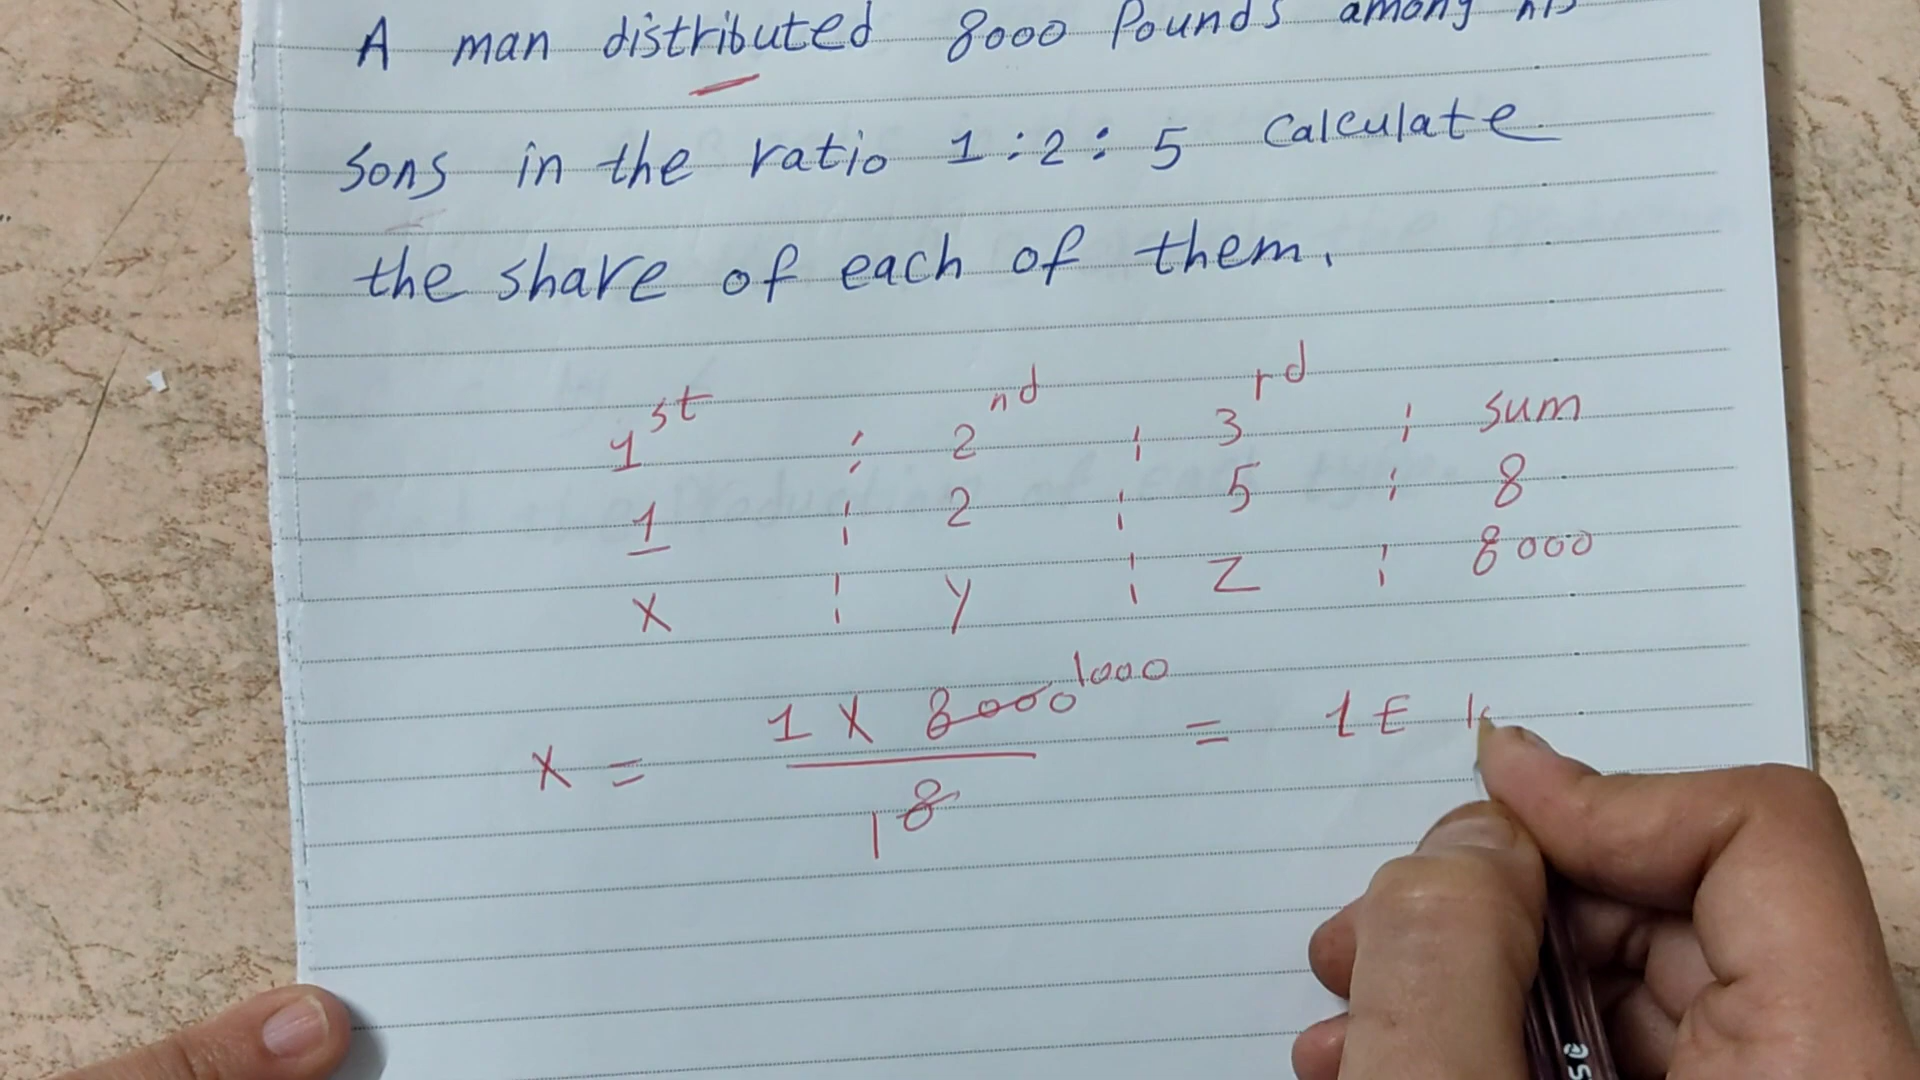 A man distributed 8000 Pounds among his
sons in the ratio 1 : 2 : 5 Calculate
the share of each of them.
1st : 2nd : 3rd : sum
1 : 2 : 5 : 8
X : y : Z : 8000
1 X 8000 1000
X = = 1 £
1 8